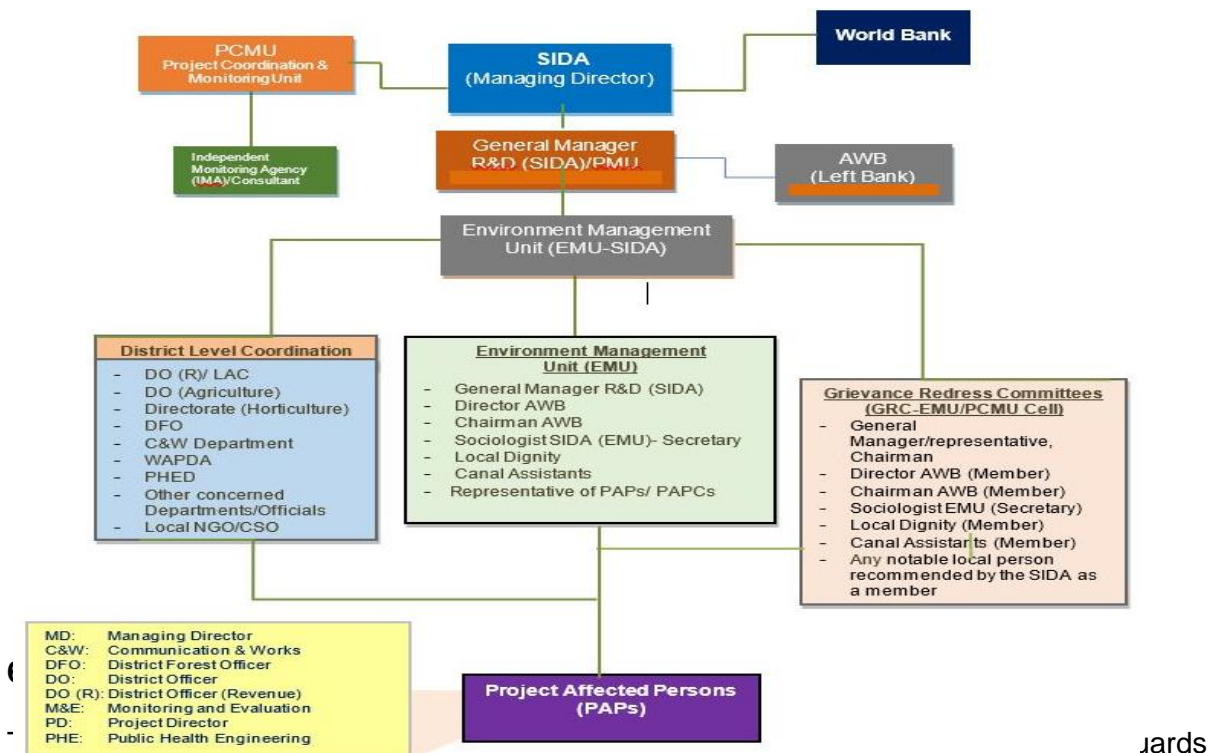 PCMU
Project Coordination &
Monitoring Unit
SIDA
(Managing Director)
World Bank
Independent
Monitoring Agency
(IMA)/Consultant
General Manager
R&D (SIDA)/PMU
AWB
(Left Bank)
Environment Management
Unit (EMU-SIDA)
District Level Coordination
- DO (R)/ LAC
- DO (Agriculture)
- Directorate (Horticulture)
- DFO
- C&W Department
- WAPDA
- PHED
- Other concerned
Departments/Officials
- Local NGO/CSO
Environment Management
Unit (EMU)
- General Manager R&D (SIDA)
- Director AWB
- Chairman AWB
- Sociologist SIDA (EMU)- Secretary
- Local Dignity
- Canal Assistants
- Representative of PAPs/ PAPCs
Grievance Redress Committees
(GRC-EMU/PCMU Cell)
- General
Manager/representative,
Chairman
- Director AWB (Member)
- Chairman AWB (Member)
- Sociologist EMU (Secretary)
- Local Dignity (Member)
- Canal Assistants (Member)
- Any notable local person
recommended by the SIDA as
a member
MD: Managing Director
C&W: Communication & Works
DFO: District Forest Officer
DO: District Officer
DO (R): District Officer (Revenue)
M&E: Monitoring and Evaluation
PD: Project Director
PHE: Public Health Engineering
Project Affected Persons
(PAPs)